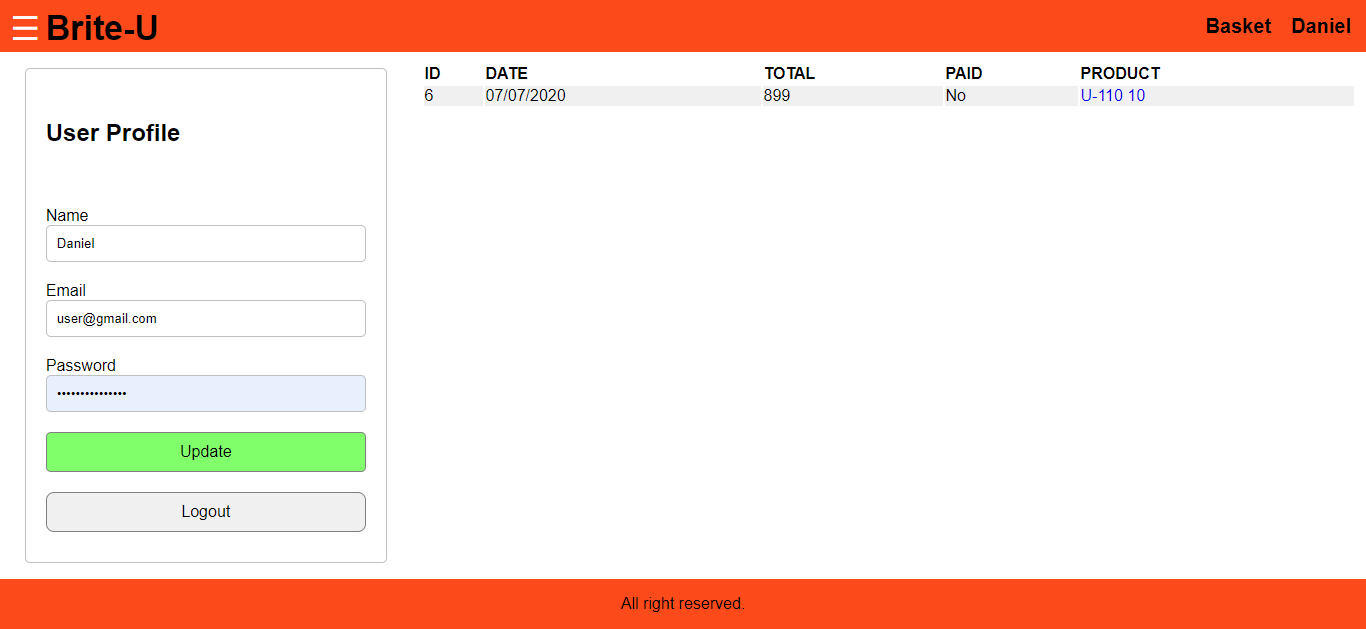 ☰ Brite-U
Basket Daniel
User Profile
Name
Daniel
Email
user@gmail.com
Password
•••••••••••••••
Update
Logout
ID DATE TOTAL PAID PRODUCT
6 07/07/2020 899 No U-110 10
All right reserved.